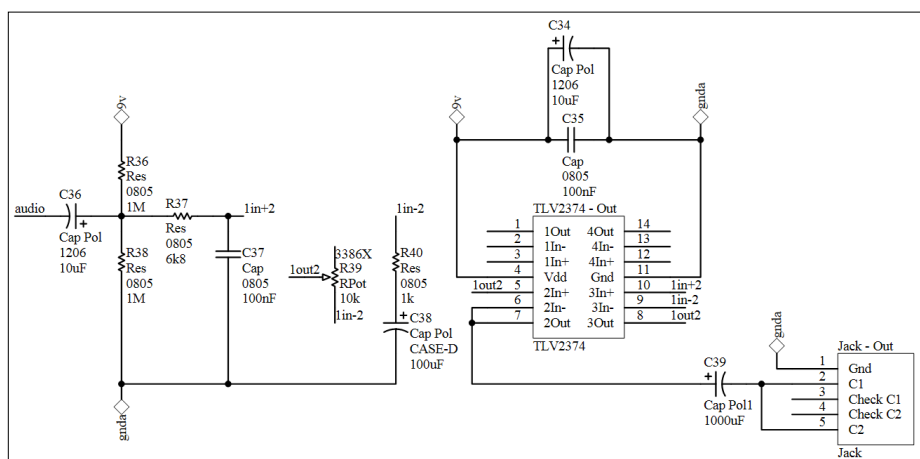 9v
R36
Res
0805
1M
C36
audio
Cap Pol
1206
10uF
R37
Res
0805
6k8
1in+2
R38
Res
0805
1M
C37
Cap
0805
100nF
gnda
1out2
3386X
R39
RPot
10k
1in-2
1in-2
R40
Res
0805
1k
C38
Cap Pol
CASE-D
100uF
C34
Cap Pol
1206
10uF
9v
gnda
C35
Cap
0805
100nF
TLV2374 - Out
1 1Out 4Out 14
2 1In- 4In- 13
3 1In+ 4In+ 12
4 Vdd Gnd 11
1out2 5 2In+ 3In+ 10 1in+2
6 2In- 3In- 9 1in-2
7 2Out 3Out 8 1out2
TLV2374
C39
Cap Pol1
1000uF
gnda
Jack - Out
1 Gnd
2 C1
3 Check C1
4 Check C2
5 C2
Jack